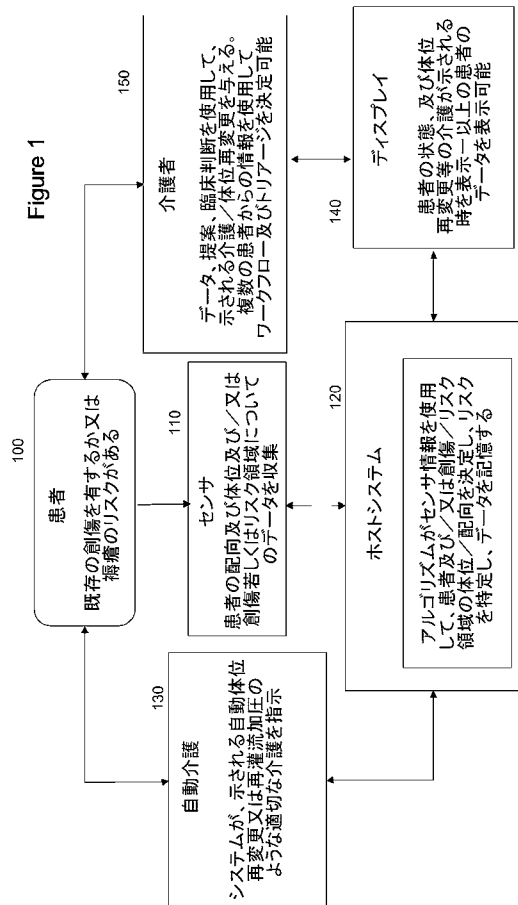 Figure 1
100
患者
既存の創傷を有するか又は
褥瘡のリスクがある
130
自動介護
システムが、示される自動体位
再変更又は再灌流加圧の
ような適切な介護を指示
110
センサ
患者の配向及び体位及び/又は
創傷若しくはリスク領域について
のデータを収集
150
介護者
データ、提案、臨床判断を使用して、
示される介護/体位再変更を与える。
複数の患者からの情報を使用して
ワークフロー及びトリアージを決定可能
120
ホストシステム
アルゴリズムがセンサ情報を使用
して、患者及び/又は創傷/リスク
領域の体位/配向を決定し、リスク
を特定し、データを記憶する
140
ディスプレイ
患者の状態、及び体位
再変更等の介護が示される
時を表示-一以上の患者の
データを表示可能